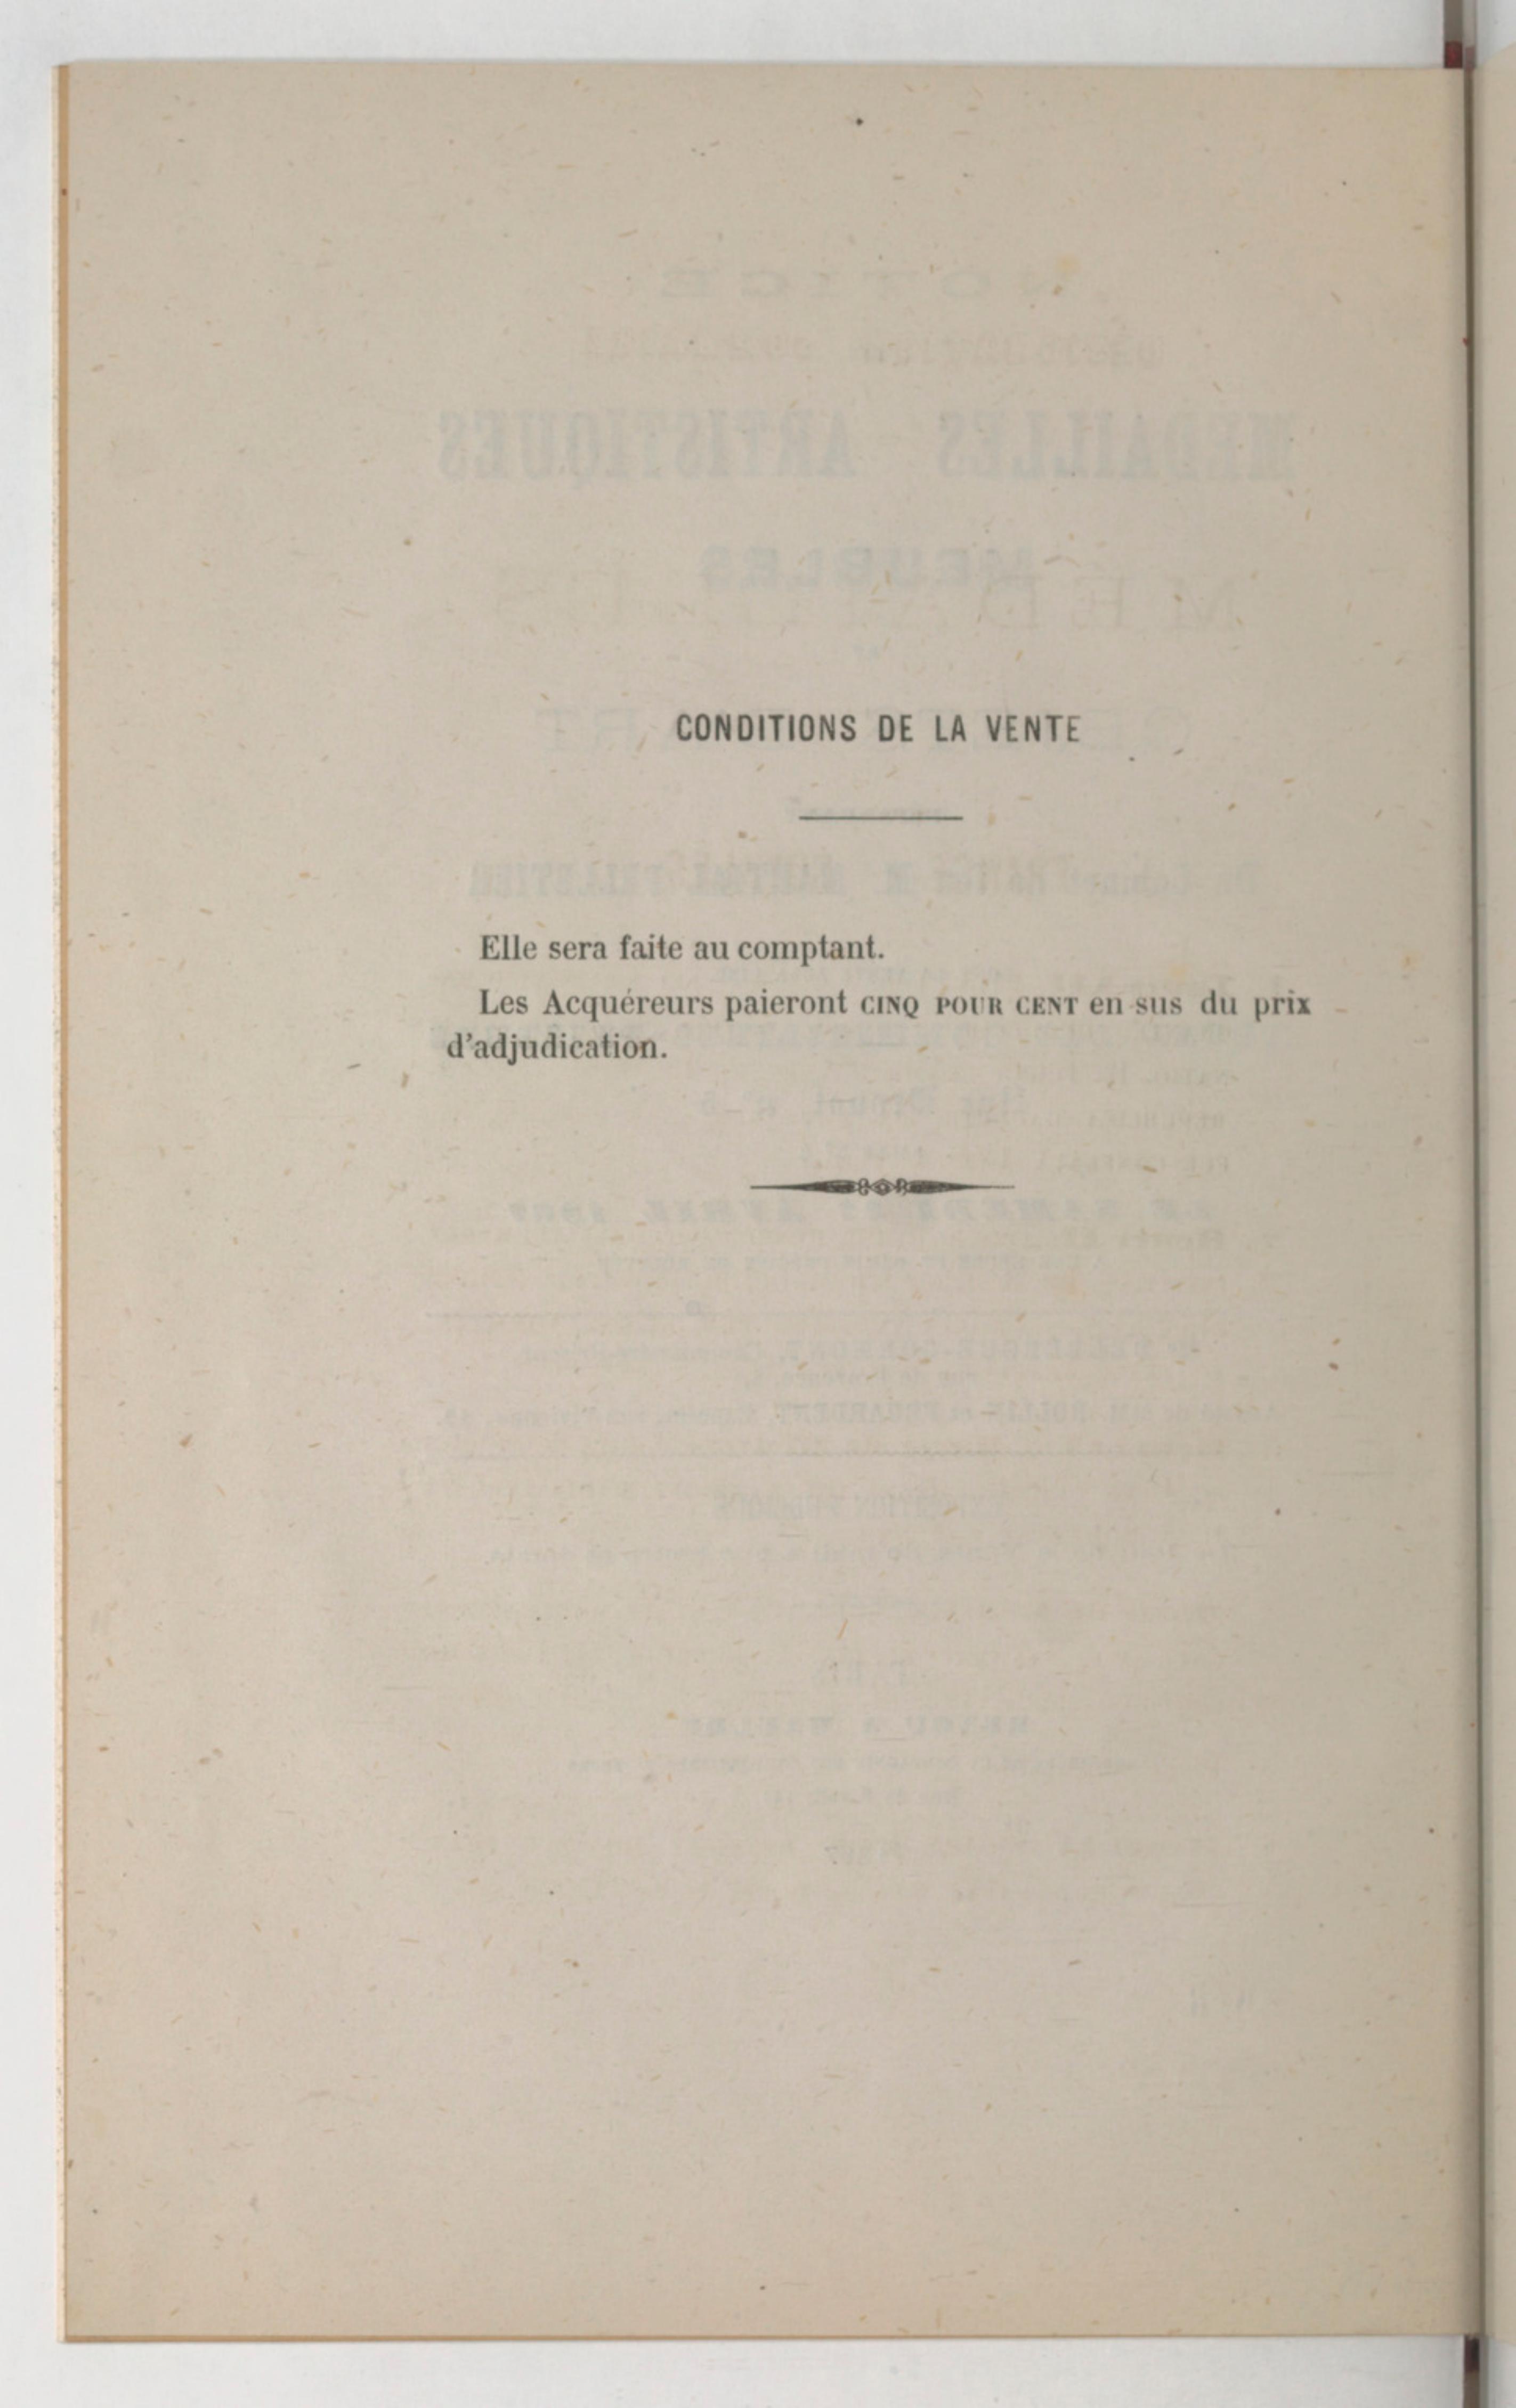 CONDITIONS DE LA VENTE
Elle sera faite au comptant.
Les Acquéreurs paieront CINQ POUR CENT en sus du prix
d'adjudication.